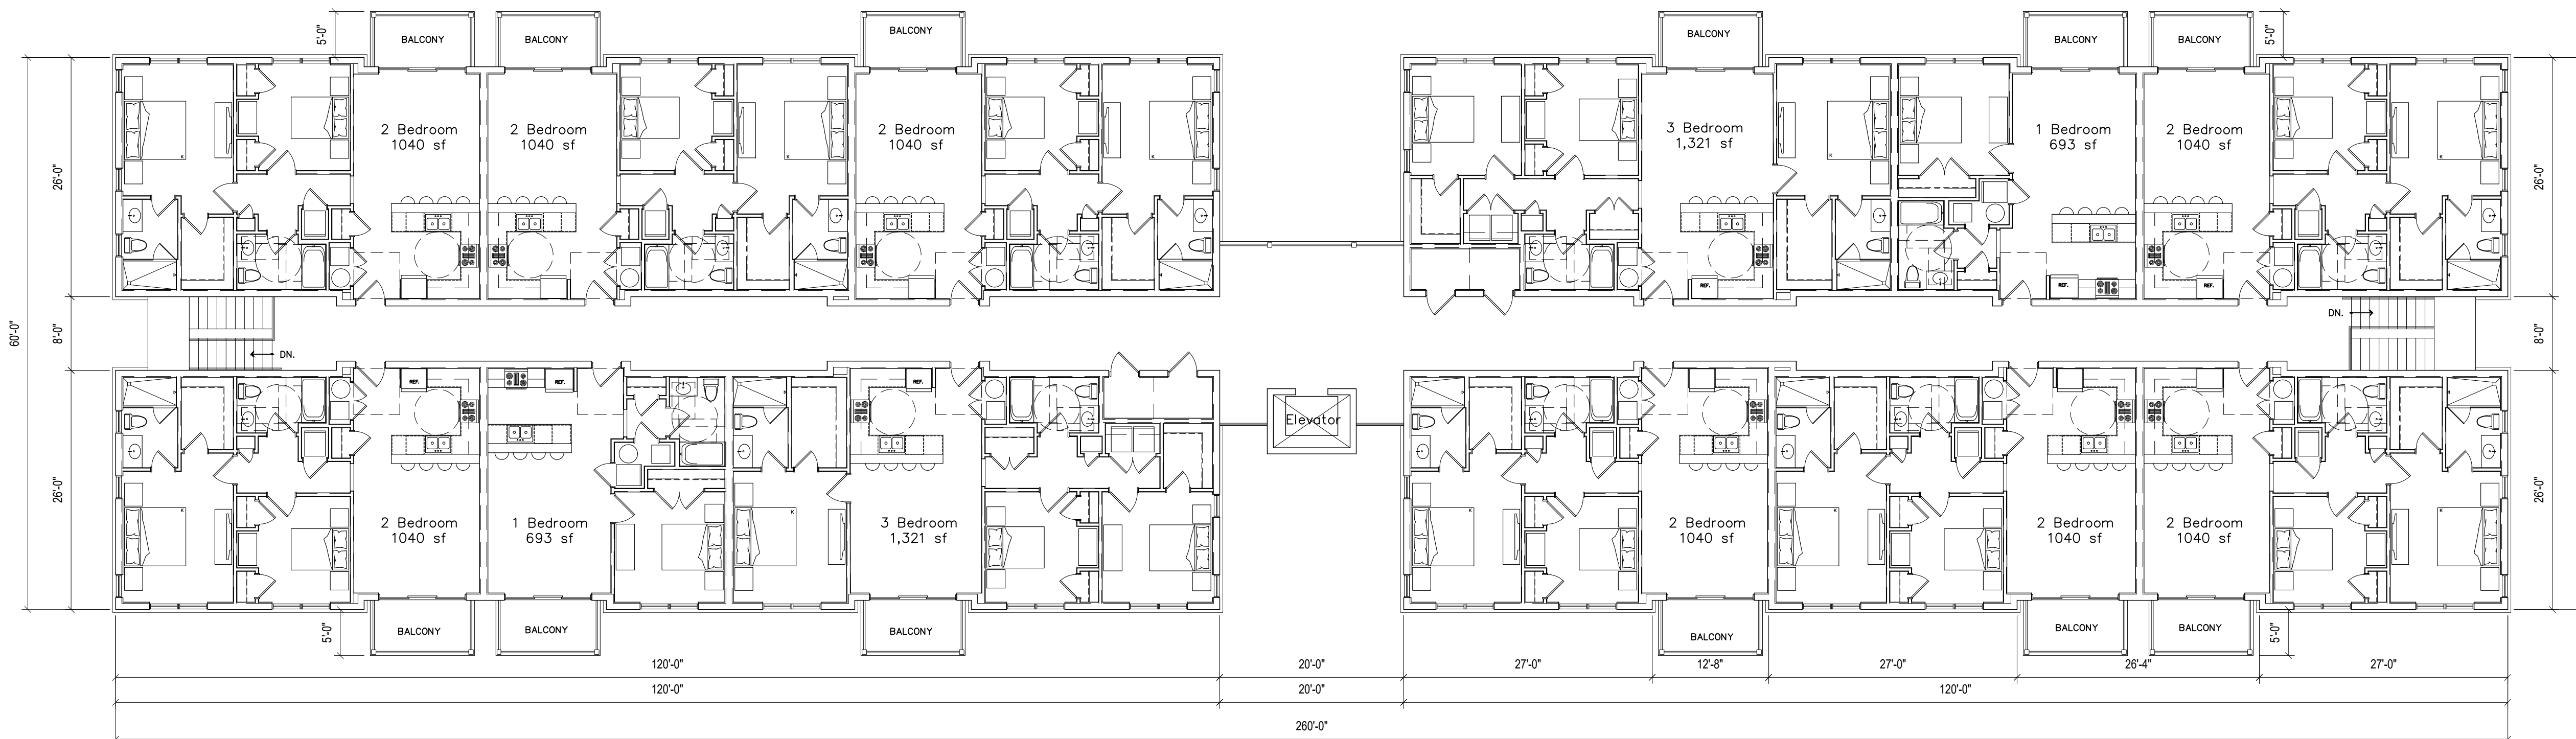 BALCONY
BALCONY
BALCONY
BALCONY
BALCONY
BALCONY
5'-0"
5'-0"
2 Bedroom
1040 sf
2 Bedroom
1040 sf
2 Bedroom
1040 sf
3 Bedroom
1,321 sf
1 Bedroom
693 sf
2 Bedroom
1040 sf
K
K
K
K
K
K
26'-0"
26'-0"
REF.
REF.
REF.
REF.
60'-0"
8'-0"
DN.
DN.
8'-0"
REF.
REF.
REF.
Elevator
26'-0"
26'-0"
K
K
K
K
K
2 Bedroom
1040 sf
1 Bedroom
693 sf
3 Bedroom
1,321 sf
2 Bedroom
1040 sf
2 Bedroom
1040 sf
2 Bedroom
1040 sf
5'-0"
BALCONY
BALCONY
BALCONY
BALCONY
BALCONY
BALCONY
5'-0"
120'-0"
20'-0"
27'-0"
12'-8"
27'-0"
26'-4"
27'-0"
120'-0"
20'-0"
120'-0"
260'-0"